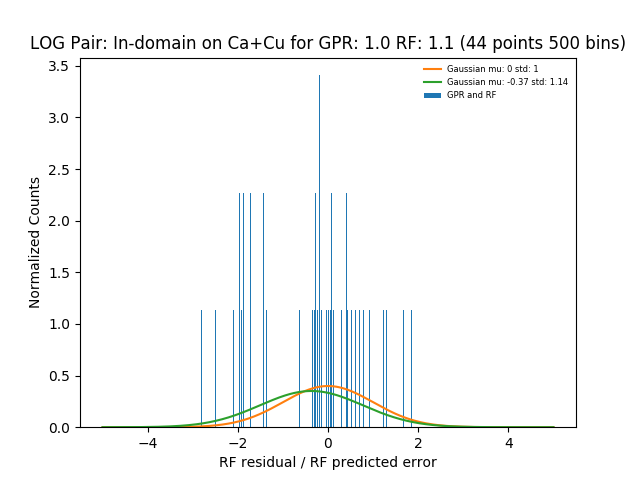 LOG Pair: In-domain on Ca+Cu for GPR: 1.0 RF: 1.1 (44 points 500 bins)
Gaussian mu: 0 std: 1
Gaussian mu: -0.37 std: 1.14
GPR and RF
Normalized Counts
3.5
3.0
2.5
2.0
1.5
1.0
0.5
0.0
−4 −2 0 2 4
RF residual / RF predicted error